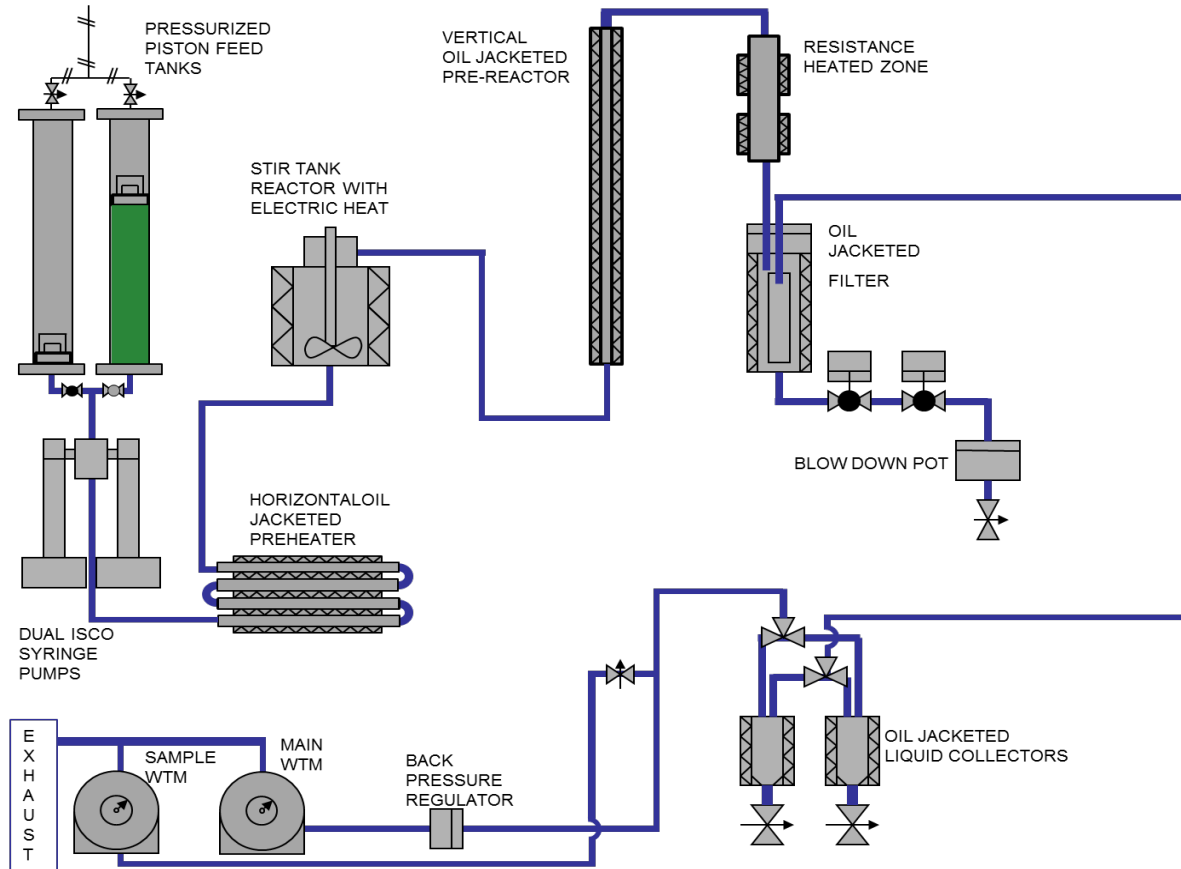 PRESSURIZED
PISTON FEED
TANKS
VERTICAL
OIL JACKETED
PRE-REACTOR
RESISTANCE
HEATED ZONE
STIR TANK
REACTOR WITH
ELECTRIC HEAT
OIL
JACKETED
FILTER
BLOW DOWN POT
HORIZONTALOIL
JACKETED
PREHEATER
DUAL ISCO
SYRINGE
PUMPS
EXHAUST
SAMPLE
WTM
MAIN
WTM
BACK
PRESSURE
REGULATOR
OIL JACKETED
LIQUID COLLECTORS